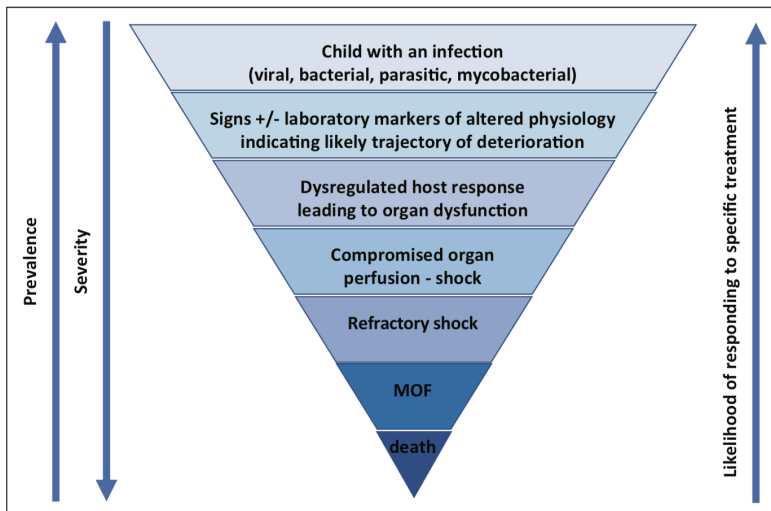 Child with an infection
(viral, bacterial, parasitic, mycobacterial)
Signs +/- laboratory markers of altered physiology
indicating likely trajectory of deterioration
Dysregulated host response
leading to organ dysfunction
Compromised organ
perfusion - shock
Refractory shock
MOF
death
Prevalence
Severity
Likelihood of responding to specific treatment